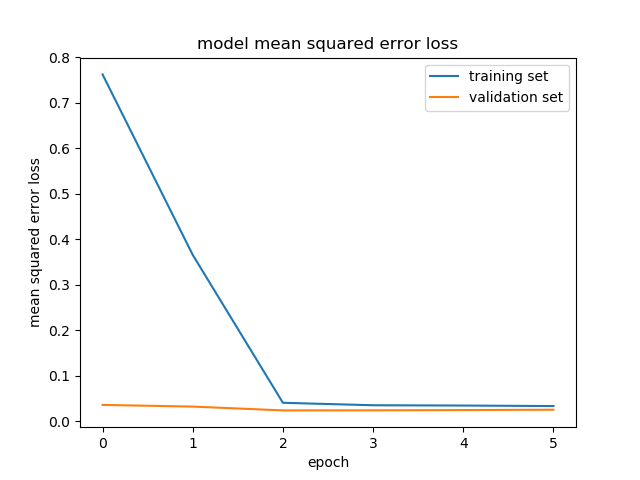 model mean squared error loss
training set
validation set
mean squared error loss
0.8
0.7
0.6
0.5
0.4
0.3
0.2
0.1
0.0
0 1 2 3 4 5
epoch